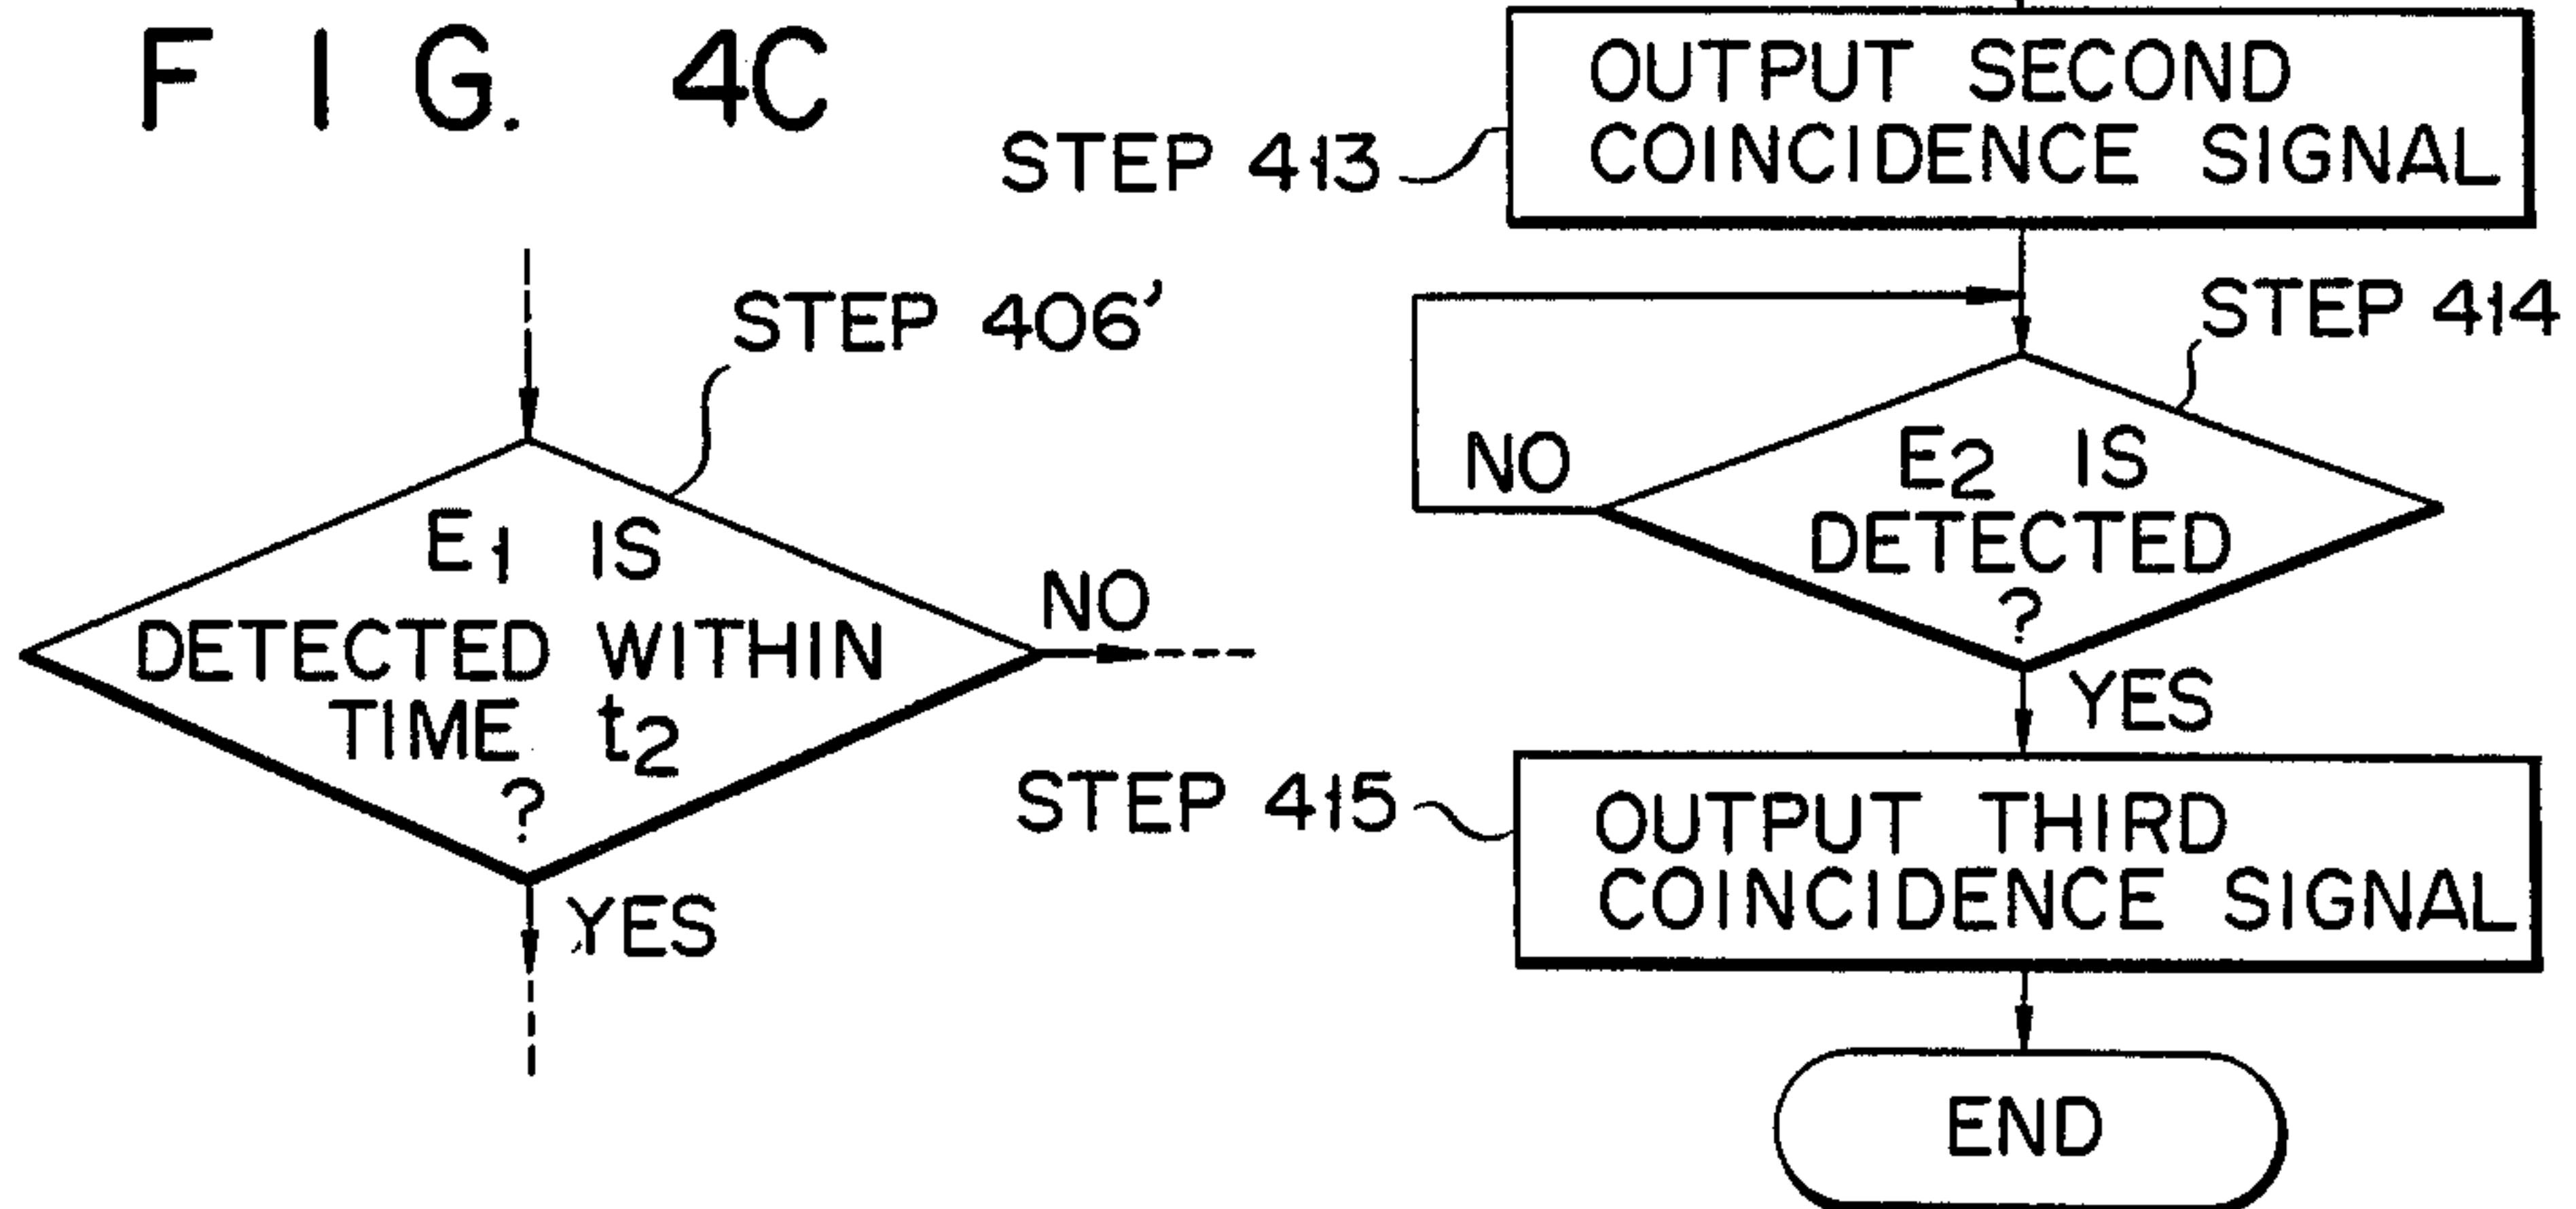 FIG. 4C
STEP 406'
E1 IS
DETECTED WITHIN
TIME t2
?
NO
YES
OUTPUT SECOND
COINCIDENCE SIGNAL
STEP 413
STEP 414
E2 IS
DETECTED
?
NO
YES
STEP 415
OUTPUT THIRD
COINCIDENCE SIGNAL
END